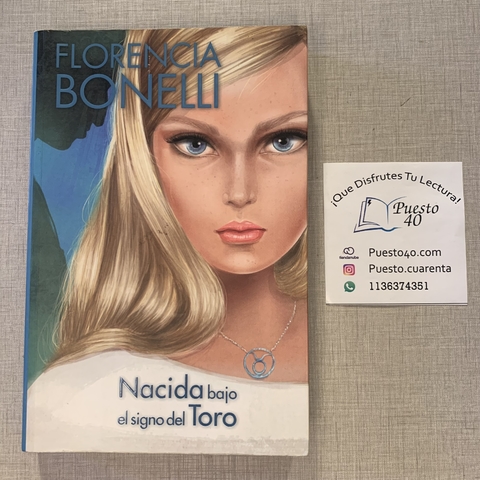 FLORENCIA
BONELLI
Nacida bajo
el signo del Toro
¡Que Disfrutes Tu Lectura!
Puesto
40
tiendanube
Puesto40.com
Puesto.cuarenta
1136374351